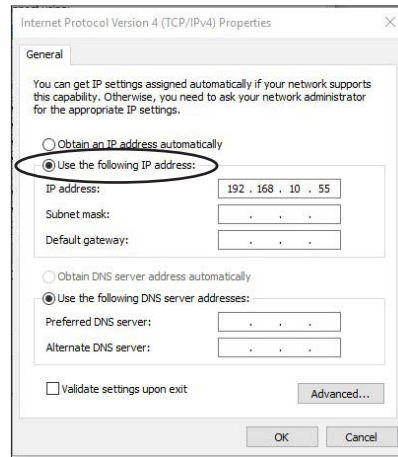 Internet Protocol Version 4 (TCP/IPv4) Properties
General
You can get IP settings assigned automatically if your network supports
this capability. Otherwise, you need to ask your network administrator
for the appropriate IP settings.
Obtain an IP address automatically
Use the following IP address:
IP address: 192 . 168 . 10 . 55
Subnet mask: . . .
Default gateway: . . .
Obtain DNS server address automatically
Use the following DNS server addresses:
Preferred DNS server: . . .
Alternate DNS server: . . .
Validate settings upon exit
Advanced...
OK Cancel